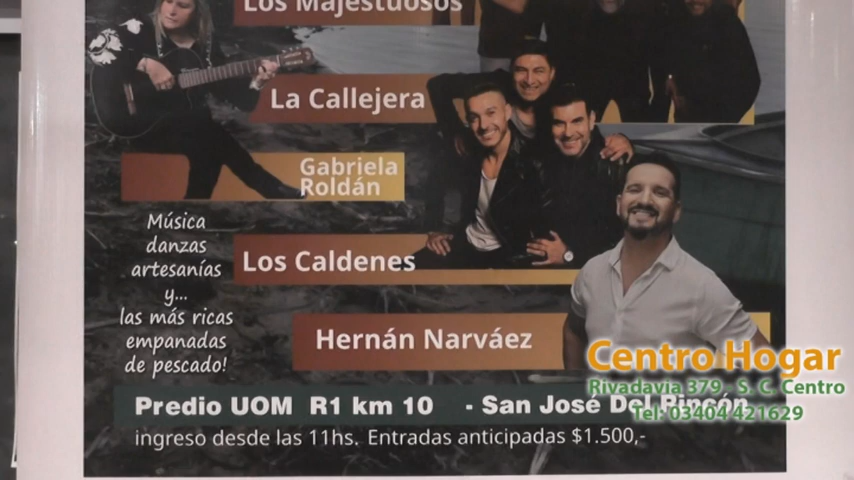 Los Majestuosos
La Callejera
Gabriela
Roldán
Música
danzas
artesanías
y...
las más ricas
empanadas
de pescado!
Los Caldenes
Hernán Narváez
Predio UOM R1 km 10 - San José Del Rincón
ingreso desde las 11hs. Entradas anticipadas $1.500,-
Centro Hogar
Rivadavia 379 - S. C. Centro
Tel: 03404 421629